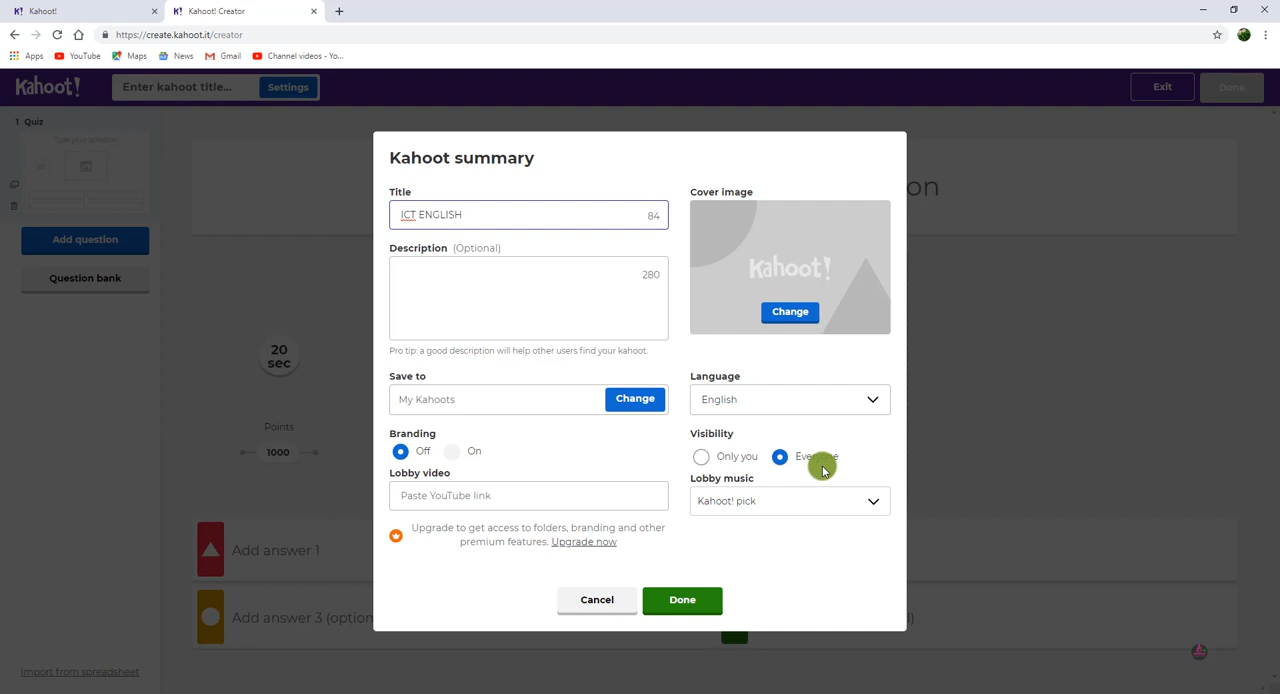 Kahoot!
Kahoot! Creator
https://create.kahoot.it/creator
Apps YouTube Maps News Gmail Channel videos - Yo...
Kahoot!
Enter kahoot title...
Settings
Exit
Done
1 Quiz
Type your question
20
Add question
Question bank
20
sec
Points
1000
Add answer 1
Add answer 3 (option
Import from spreadsheet
Kahoot summary
Title
ICT ENGLISH
84
Description (Optional)
280
Pro tip: a good description will help other users find your kahoot.
Save to
My Kahoots
Change
Branding
Off On
Lobby video
Paste YouTube link
Upgrade to get access to folders, branding and other
premium features. Upgrade now
Cover image
Kahoot!
Change
Language
English
Visibility
Only you Everyone
Lobby music
Kahoot! pick
Cancel
Done